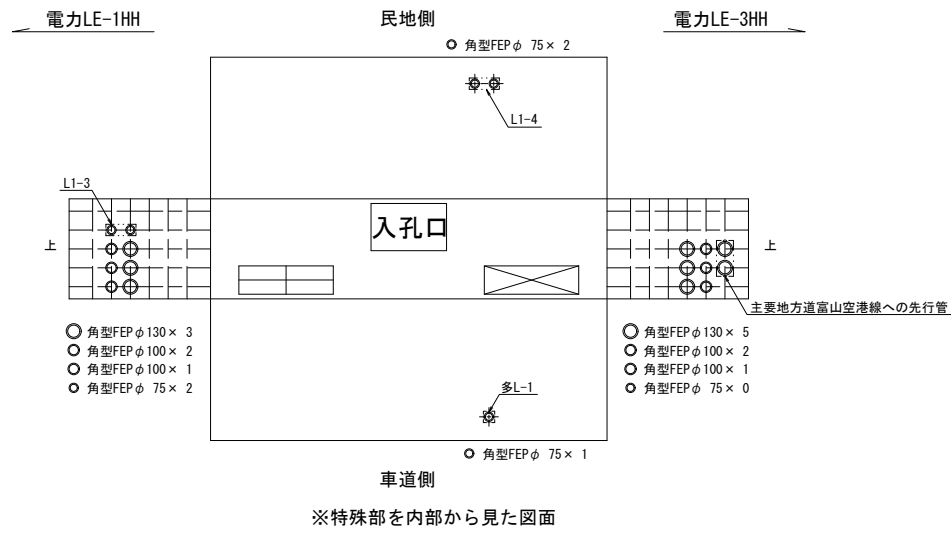 電力LE-1HH
民地側
電力LE-3HH
角型FEPφ 75× 2
L1-4
L1-3
上
入孔口
上
主要地方道富山空港線への先行管
角型FEPφ130× 3
角型FEPφ100× 2
角型FEPφ100× 1
角型FEPφ 75× 2
角型FEPφ130× 5
角型FEPφ100× 2
角型FEPφ100× 1
角型FEPφ 75× 0
多L-1
角型FEPφ 75× 1
車道側
※特殊部を内部から見た図面